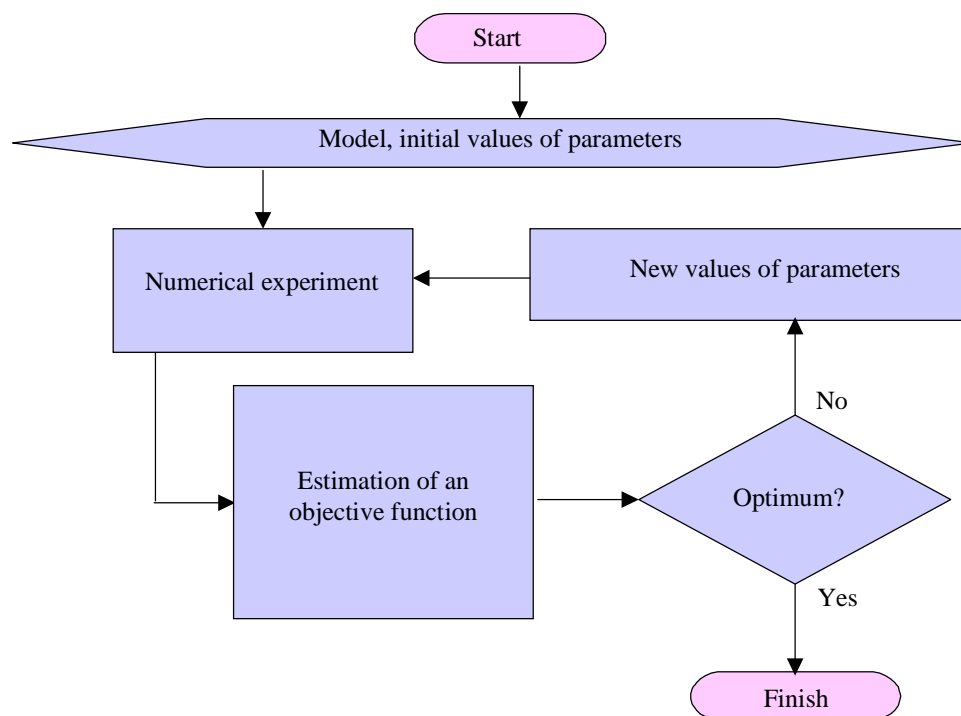 Start
Model, initial values of parameters
Numerical experiment
New values of parameters
No
Estimation of an
objective function
Optimum?
Yes
Finish